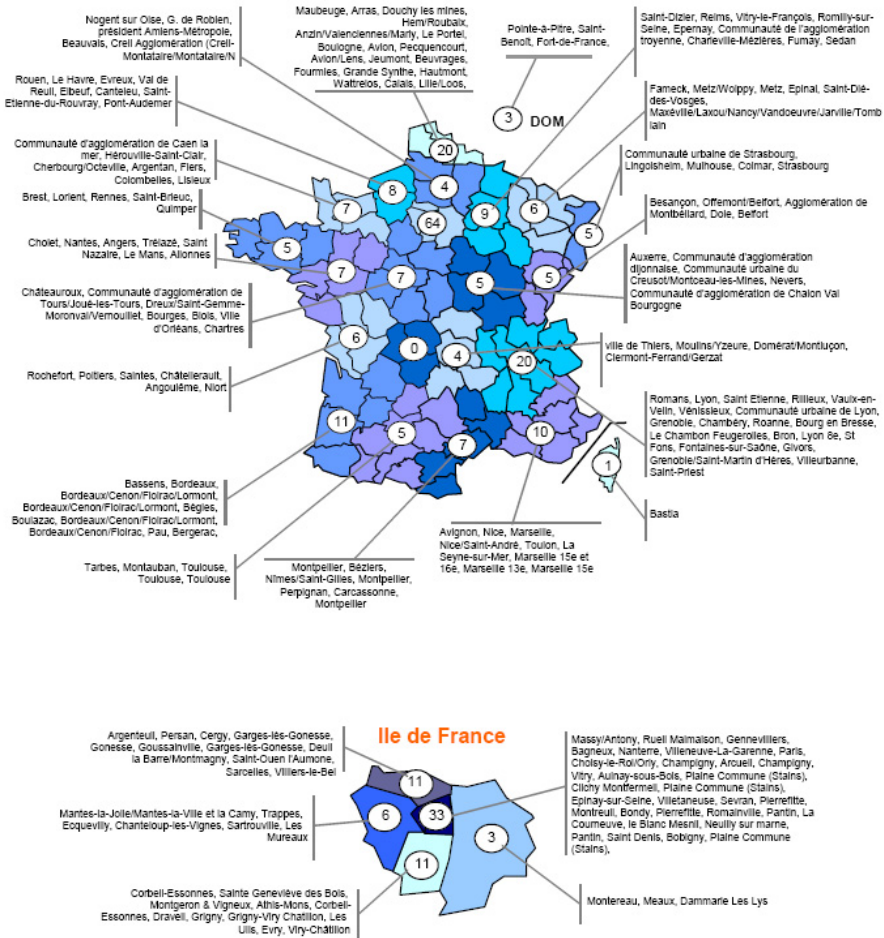 Nogent sur Oise, G. de Robien,
président Amiens-Métropole,
Beauvais, Creil Agglomération (Creil-
Montataire/Montataire/N
Maubeuge, Arras, Douchy les mines,
Hem/Roubaix,
Anzin/Valenciennes/Marly, Le Portel,
Boulogne, Avion, Pecquencourt,
Avion/Lens, Jeumont, Beuvrages,
Fourmies, Grande Synthe, Hautmont,
Wattrelos, Calais, Lille/Loos,
Pointe-à-Pitre, Saint-
Benoît, Fort-de-France,
Saint-Dizier, Reims, Vitry-le-François, Romilly-sur-
Seine, Epernay, Communauté de l'agglomération
troyenne, Charleville-Mézières, Fumay, Sedan
Rouen, Le Havre, Evreux, Val de
Reuil, Elbeuf, Canteleu, Saint-
Etienne-du-Rouvray, Pont-Audemer
3 DOM
Fameck, Metz/Woippy, Metz, Epinal, Saint-Dié-
des-Vosges,
Maxéville/Laxou/Nancy/Vandoeuvre/Jarville/Tomb
lain
Communauté d'agglomération de Caen la
mer, Hérouville-Saint-Clair,
Cherbourg/Octeville, Argentan, Flers,
Colombelles, Lisieux
Communauté urbaine de Strasbourg,
Lingolsheim, Mulhouse, Colmar, Strasbourg
Brest, Lorient, Rennes, Saint-Brieuc,
Quimper
Besançon, Offemont/Belfort, Agglomération de
Montbéliard, Dole, Belfort
Cholet, Nantes, Angers, Trélazé, Saint
Nazaire, Le Mans, Allonnes
Auxerre, Communauté d'agglomération
dijonnaise, Communauté urbaine du
Creusot/Montceau-les-Mines, Nevers,
Communauté d'agglomération de Chalon Val
Bourgogne
Châteauroux, Communauté d'agglomération de
Tours/Joué-les-Tours, Dreux/Saint-Gemme-
Moronval/Vernouillet, Bourges, Blois, Ville
d'Orléans, Chartres
ville de Thiers, Moulins/Yzeure, Domérat/Montluçon,
Clermont-Ferrand/Gerzat
Rochefort, Poitiers, Saintes, Châtellerault,
Angoulême, Niort
Romans, Lyon, Saint Etienne, Rillieux, Vaulx-en-
Velin, Vénissieux, Communauté urbaine de Lyon,
Grenoble, Chambéry, Roanne, Bourg en Bresse,
Le Chambon Feugerolles, Bron, Lyon 8e, St
Fons, Fontaines-sur-Saône, Givors,
Grenoble/Saint-Martin d'Hères, Villeurbanne,
Saint-Priest
20
4
8
9
6
7
64
5
5
7
7
5
5
6
0
4
20
11
5
7
10
1
Bastia
Bassens, Bordeaux,
Bordeaux/Cenon/Floirac/Lormont,
Bordeaux/Cenon/Floirac/Lormont, Bègles,
Boulazac, Bordeaux/Cenon/Floirac/Lormont,
Bordeaux/Cenon/Floirac, Pau, Bergerac,
Avignon, Nice, Marseille,
Nice/Saint-André, Toulon, La
Seyne-sur-Mer, Marseille 15e et
16e, Marseille 13e, Marseille 15e
Tarbes, Montauban, Toulouse,
Toulouse, Toulouse
Montpellier, Béziers,
Nîmes/Saint-Gilles, Montpellier,
Perpignan, Carcassonne,
Montpellier
Ile de France
Argenteuil, Persan, Cergy, Garges-lès-Gonesse,
Gonesse, Goussainville, Garges-lès-Gonesse, Deuil
la Barre/Montmagny, Saint-Ouen l'Aumone,
Sarcelles, Villiers-le-Bel
Massy/Antony, Rueil Malmaison, Gennevilliers,
Bagneux, Nanterre, Villeneuve-La-Garenne, Paris,
Choisy-le-Roi/Orly, Champigny, Arcueil, Champigny,
Vitry, Aulnay-sous-Bois, Plaine Commune (Stains),
Clichy Montfermeil, Plaine Commune (Stains),
Epinay-sur-Seine, Villetaneuse, Sevran, Pierrefitte,
Montreuil, Bondy, Pierrefitte, Romainville, Pantin, La
Courneuve, le Blanc Mesnil, Neuilly sur marne,
Pantin, Saint Denis, Bobigny, Plaine Commune
(Stains),
Mantes-la-Jolie/Mantes-la-Ville et la Camy, Trappes,
Ecquevilly, Chanteloup-les-Vignes, Sartrouville, Les
Mureaux
11
6
33
3
11
Corbeil-Essonnes, Sainte Geneviève des Bois,
Montgeron & Vigneux, Athis-Mons, Corbeil-
Essonnes, Draveil, Grigny, Grigny-Viry Chatillon, Les
Ulis, Evry, Viry-Châtillon
Montereau, Meaux, Dammarie Les Lys